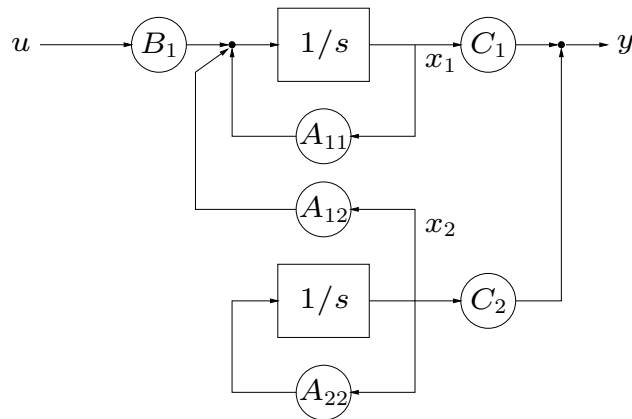 u B₁ 1/s x₁ C₁ y
A₁₁
A₁₂ x₂
1/s C₂
A₂₂